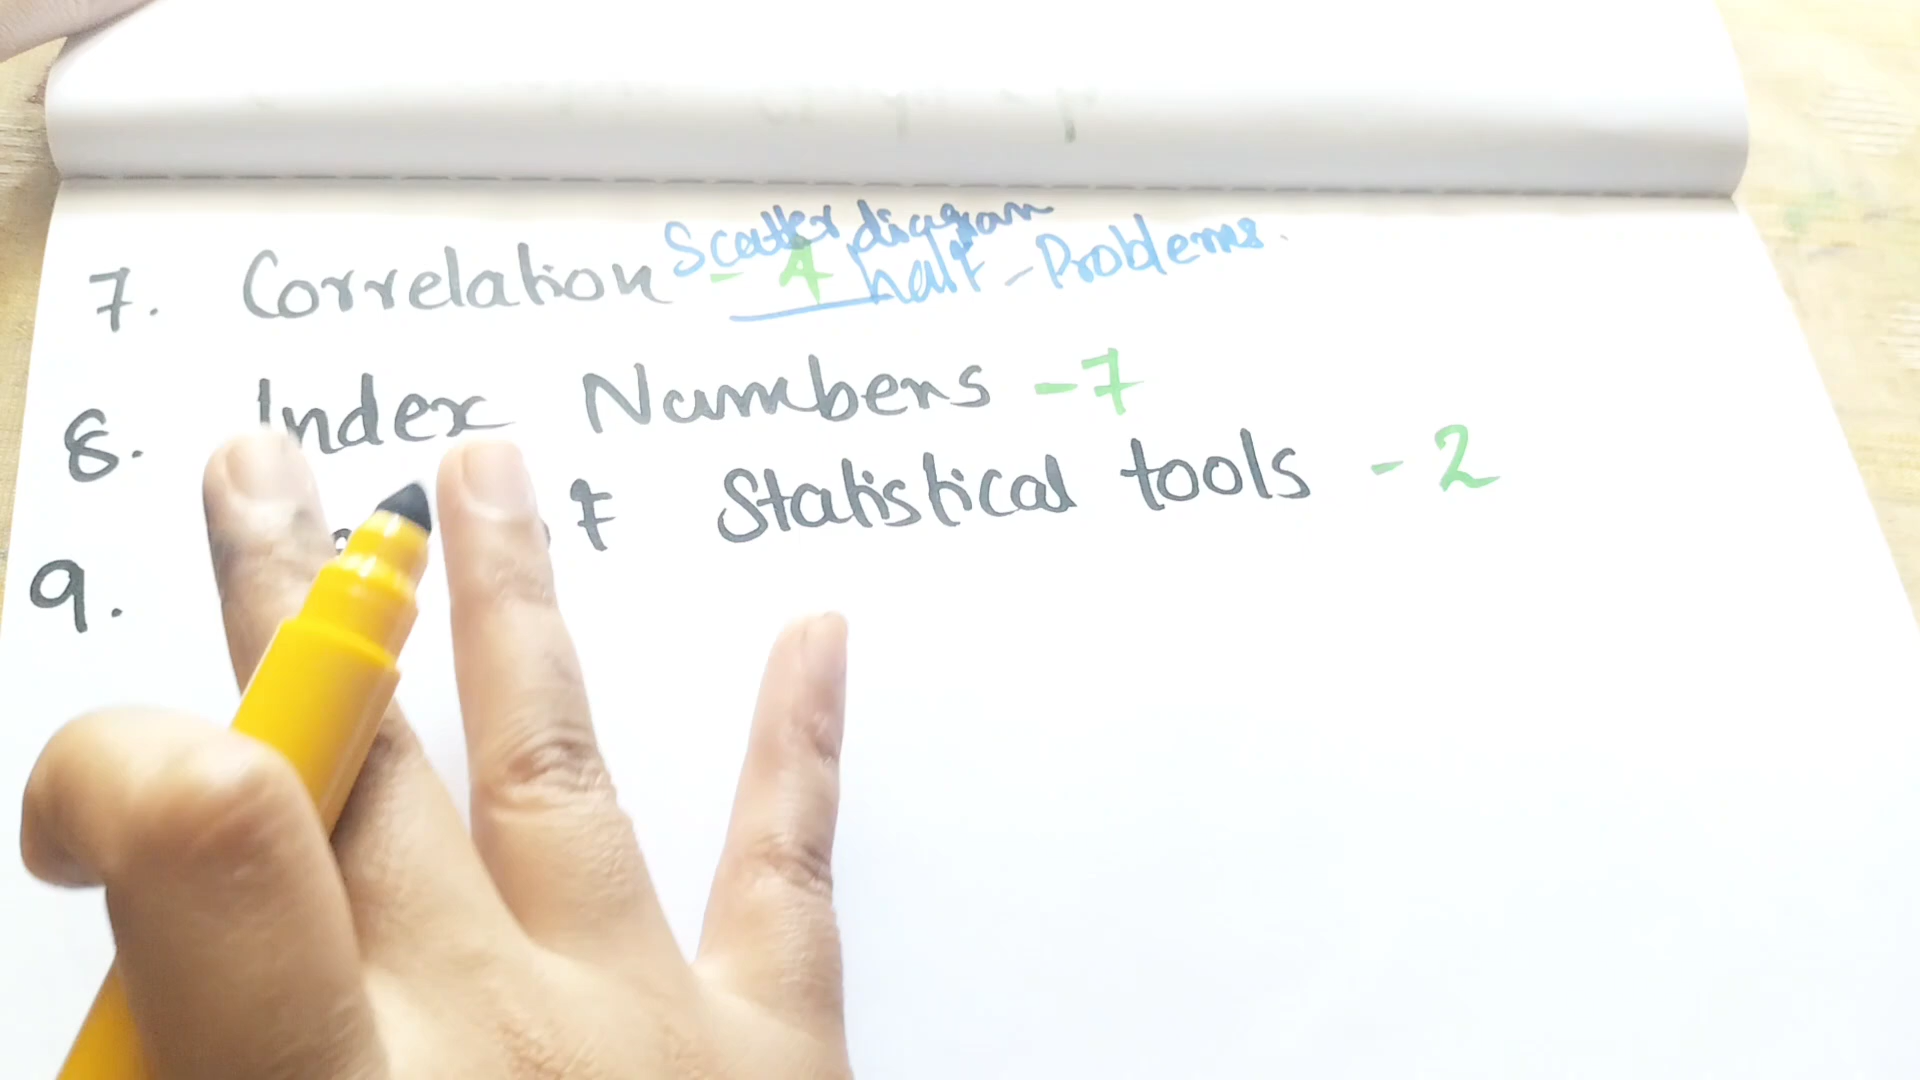 Scatter diagram
7. Correlation - 4 half - Problems.
8. Index Numbers - 7
9. Statistical tools - 2